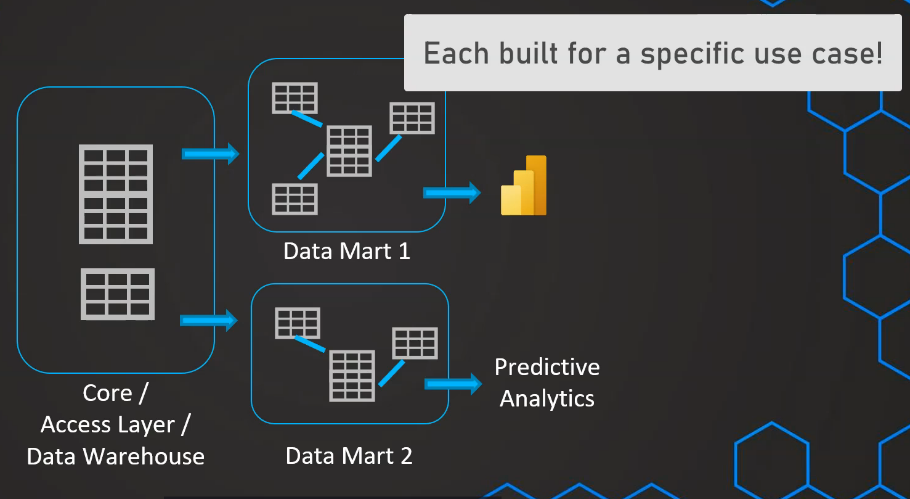 Each built for a specific use case!
Data Mart 1
Core /
Access Layer /
Data Warehouse
Data Mart 2
Predictive
Analytics